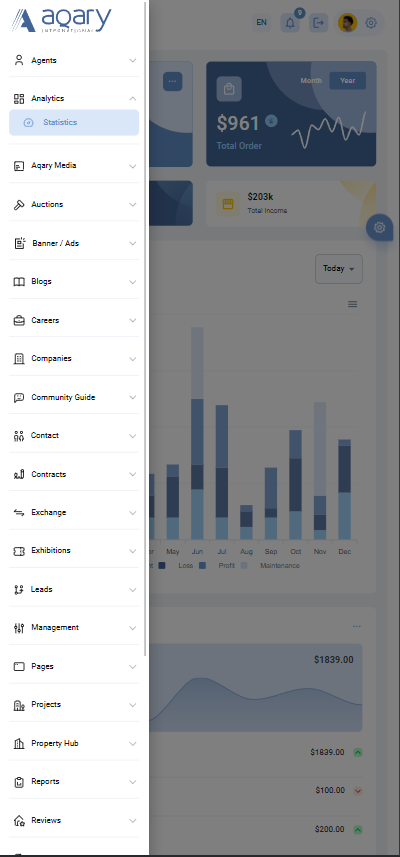 aqary
INTERNATIONAL
EN
9
Agents
Analytics
Statistics
Month
Year
$961
Total Order
Aqary Media
Auctions
$203k
Total Income
Banner / Ads
Blogs
Today
Careers
Companies
Community Guide
Contact
Contracts
Exchange
Exhibitions
May Jun Jul Aug Sep Oct Nov Dec
Loss Profit Maintenance
Leads
Management
Pages
$1839.00
Projects
Property Hub
$1839.00
Reports
$100.00
Reviews
$200.00